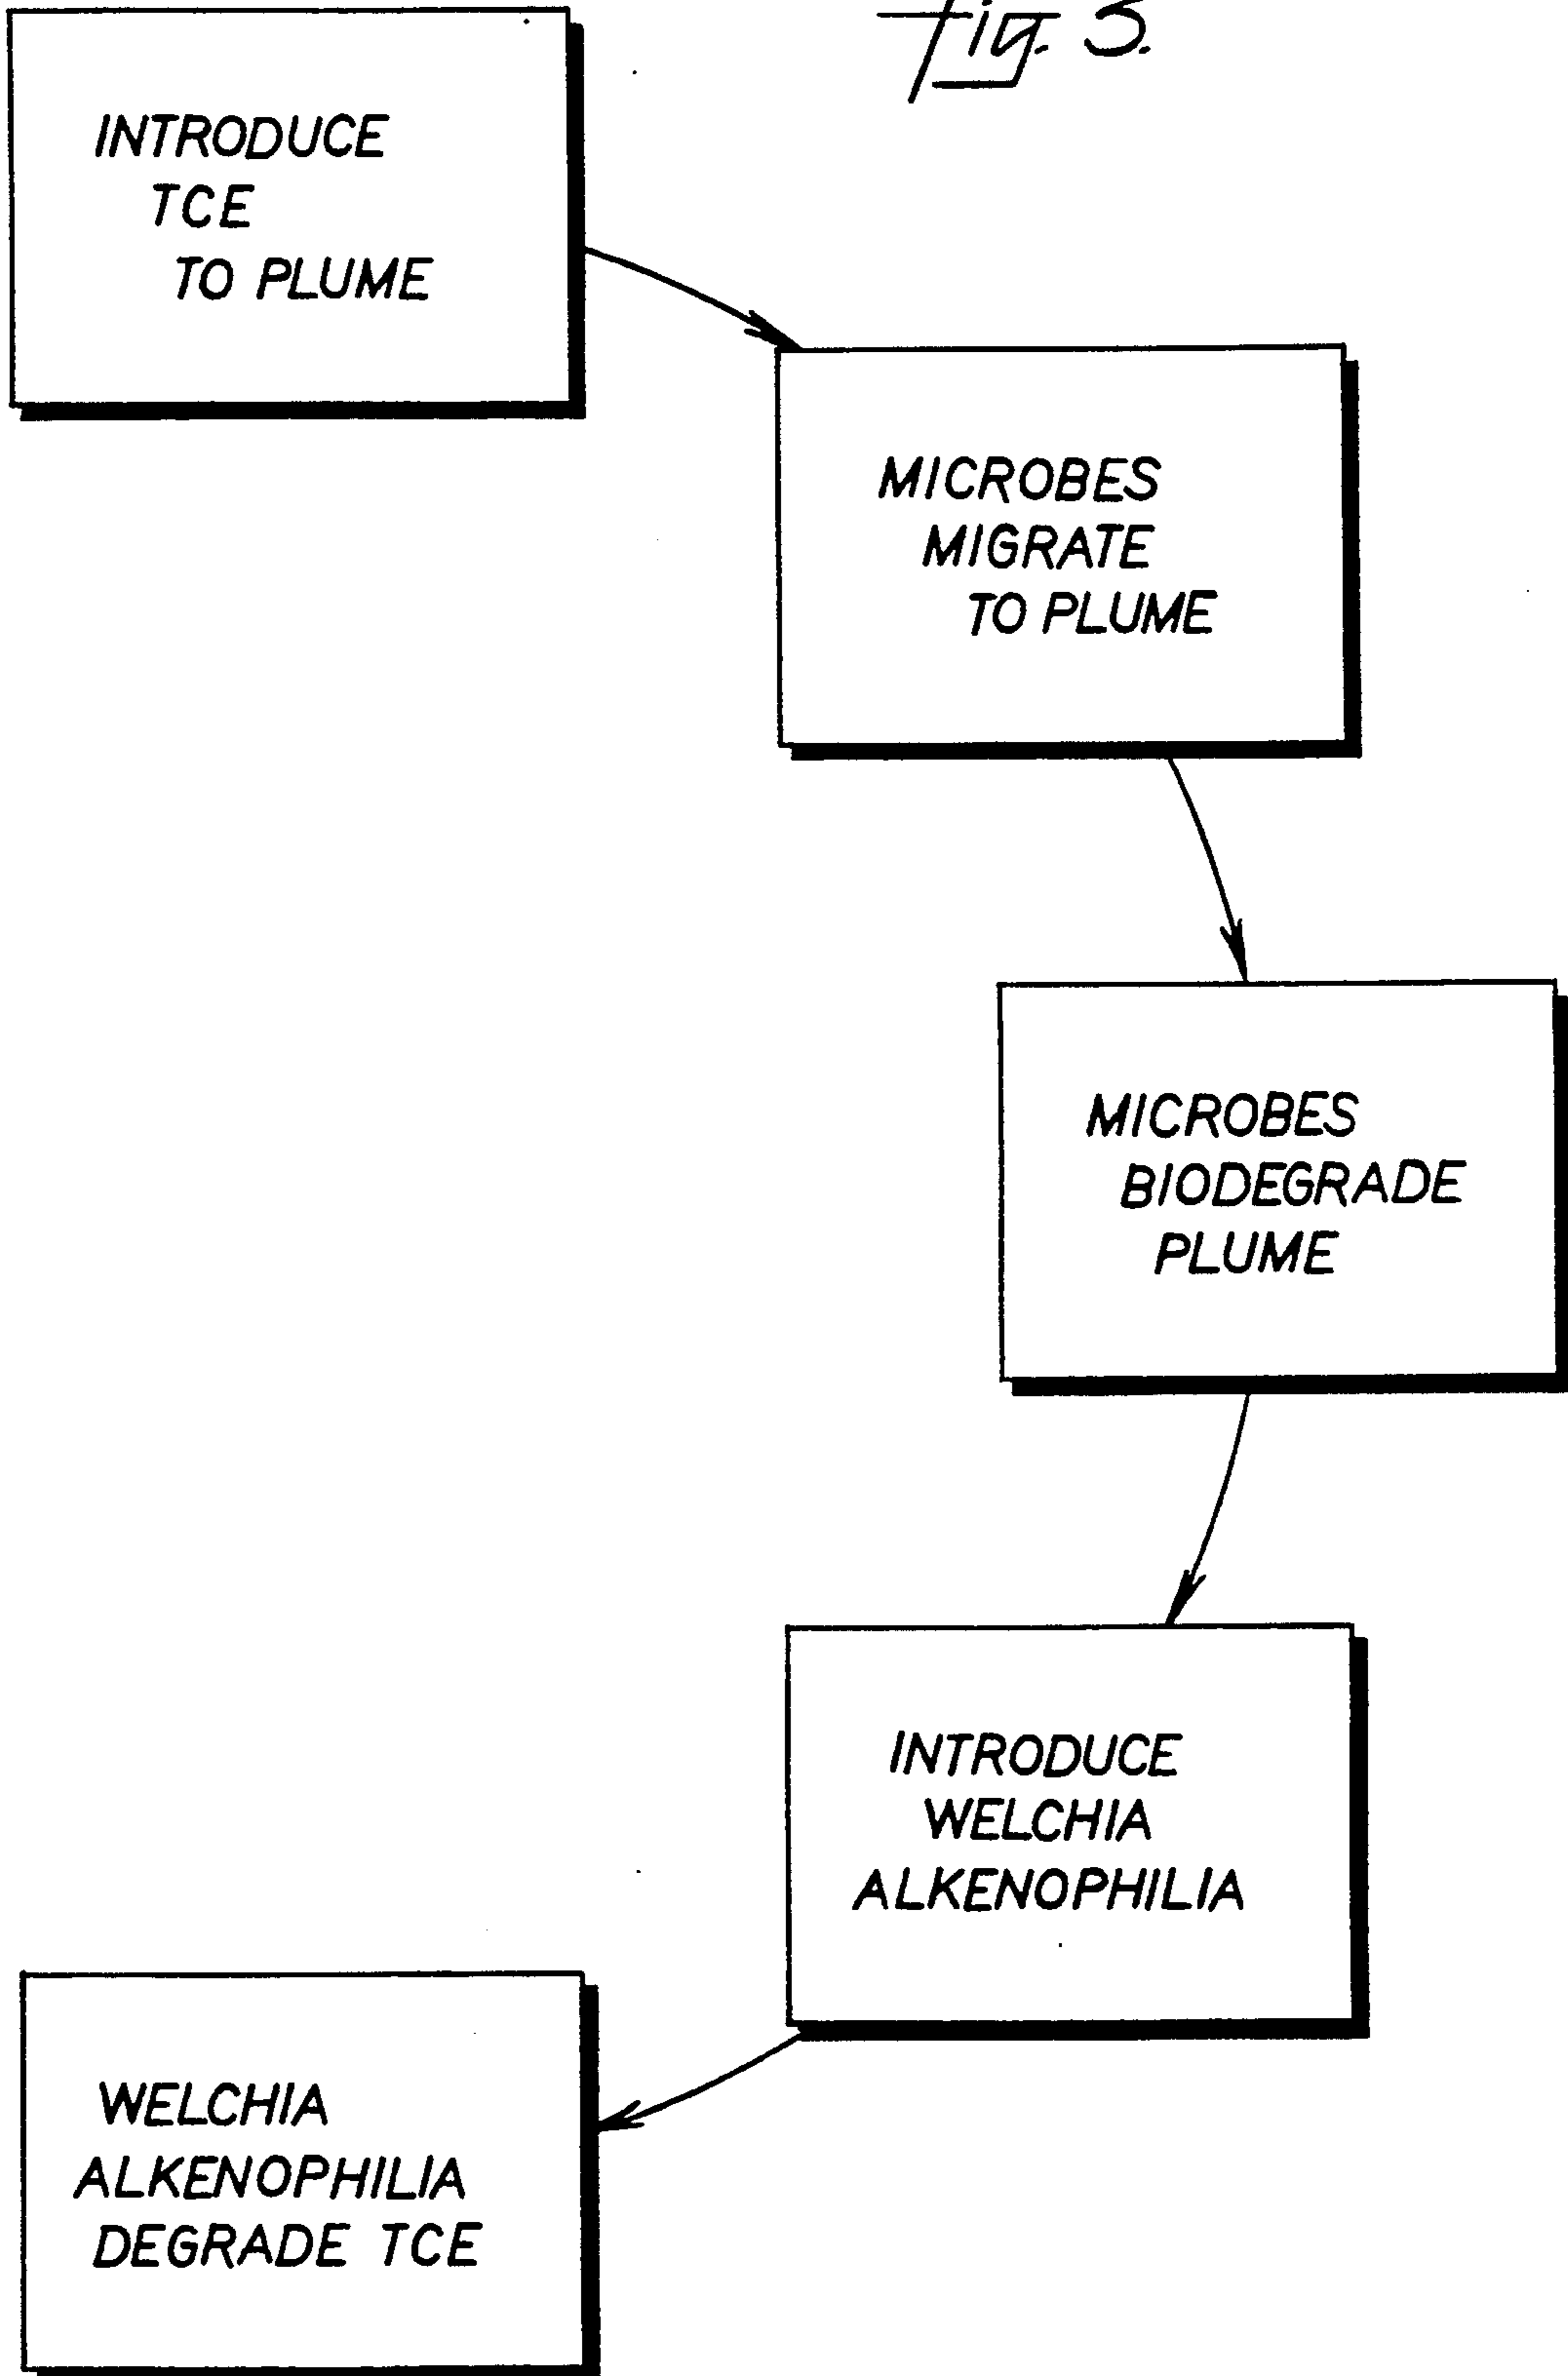 Fig. 3.
INTRODUCE
TCE
TO PLUME
MICROBES
MIGRATE
TO PLUME
MICROBES
BIODEGRADE
PLUME
INTRODUCE
WELCHIA
ALKENOPHILIA
WELCHIA
ALKENOPHILIA
DEGRADE TCE